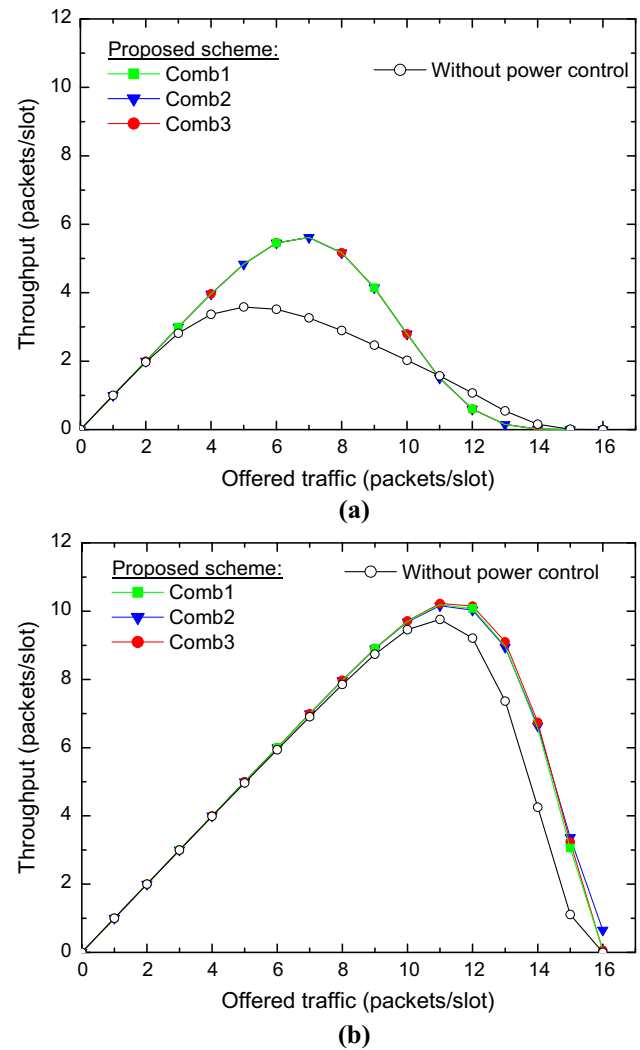 12
10
8
6
4
2
0
Throughput (packets/slot)
Proposed scheme:
Comb1
Comb2
Comb3
Without power control
0 2 4 6 8 10 12 14 16
Offered traffic (packets/slot)
(a)
12
10
8
6
4
2
0
Throughput (packets/slot)
Proposed scheme:
Comb1
Comb2
Comb3
Without power control
0 2 4 6 8 10 12 14 16
Offered traffic (packets/slot)
(b)